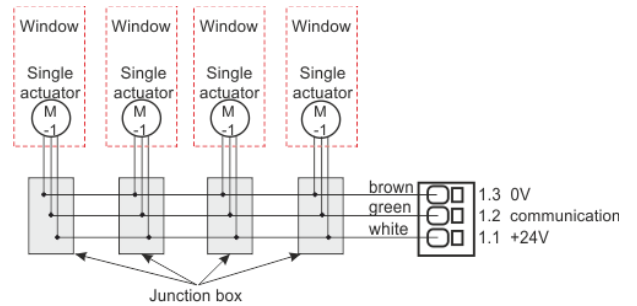 Window Window Window Window
Single Single Single Single
actuator actuator actuator actuator
M M M M
-1 -1 -1 -1
brown 1.3 0V
green 1.2 communication
white 1.1 +24V
Junction box